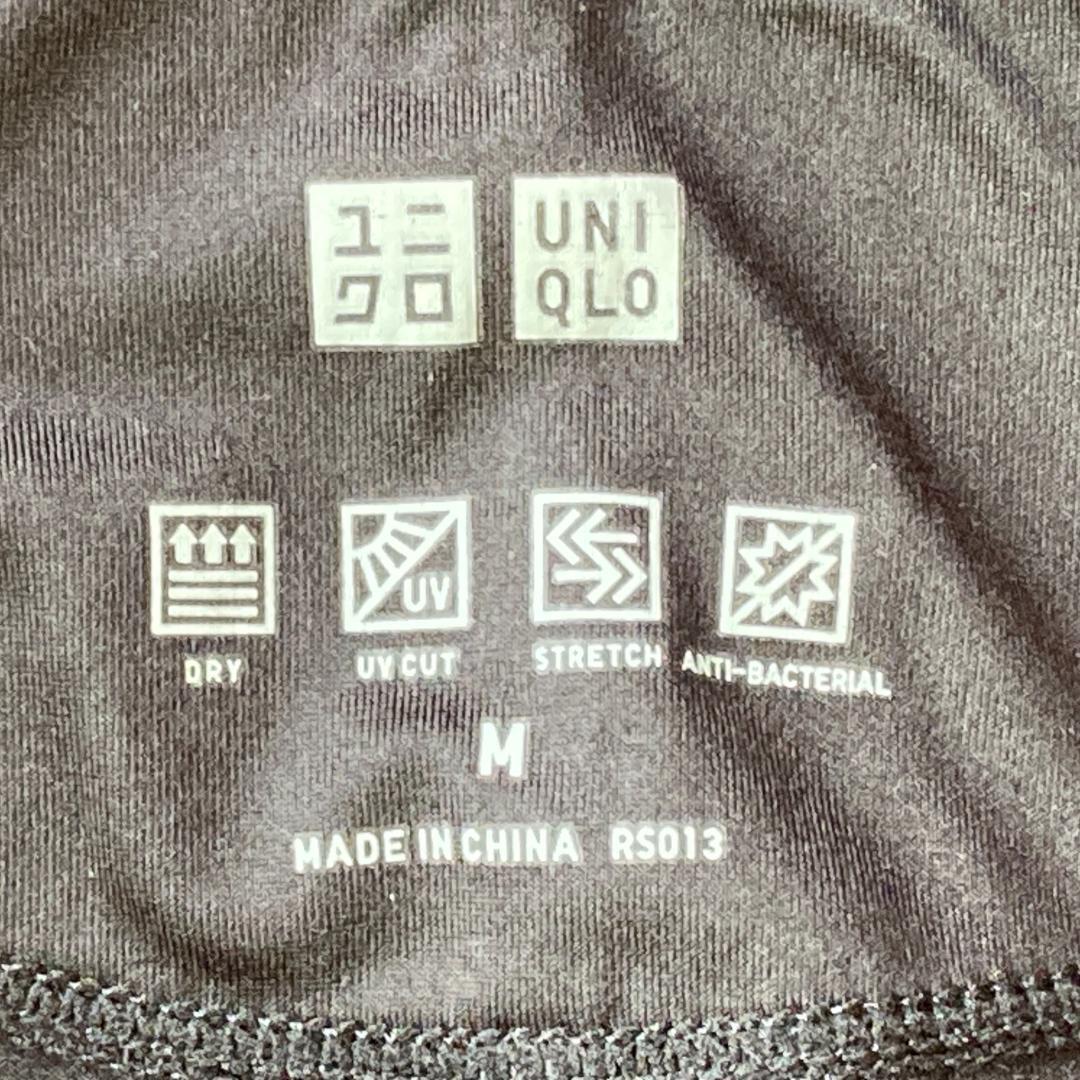 ユニ UNI
クロ QLO
UV
DRY UV CUT STRETCH ANTI-BACTERIAL
M
MADE IN CHINA RS013